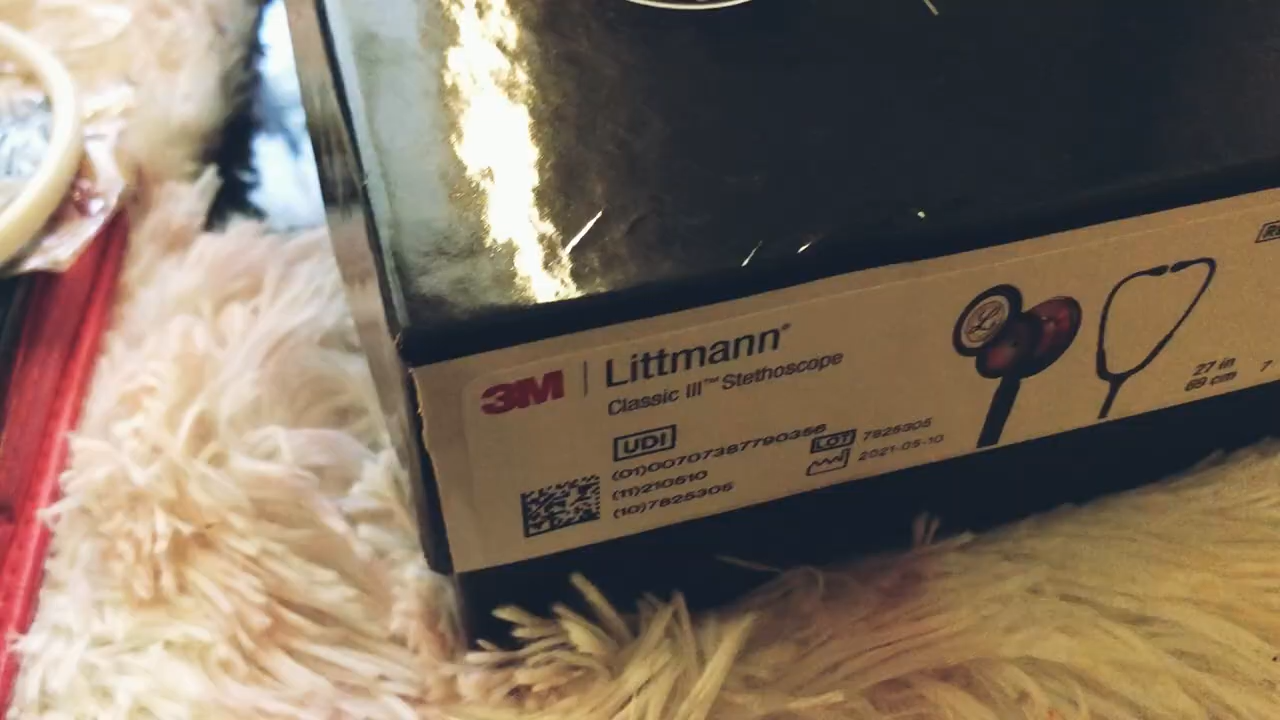 3M | Littmann®
Classic III™ Stethoscope
UDI
(01)00707387790356
(11)210510
(10)7825305
LOT 7825305
2021-05-10
27 in
69 cm
7